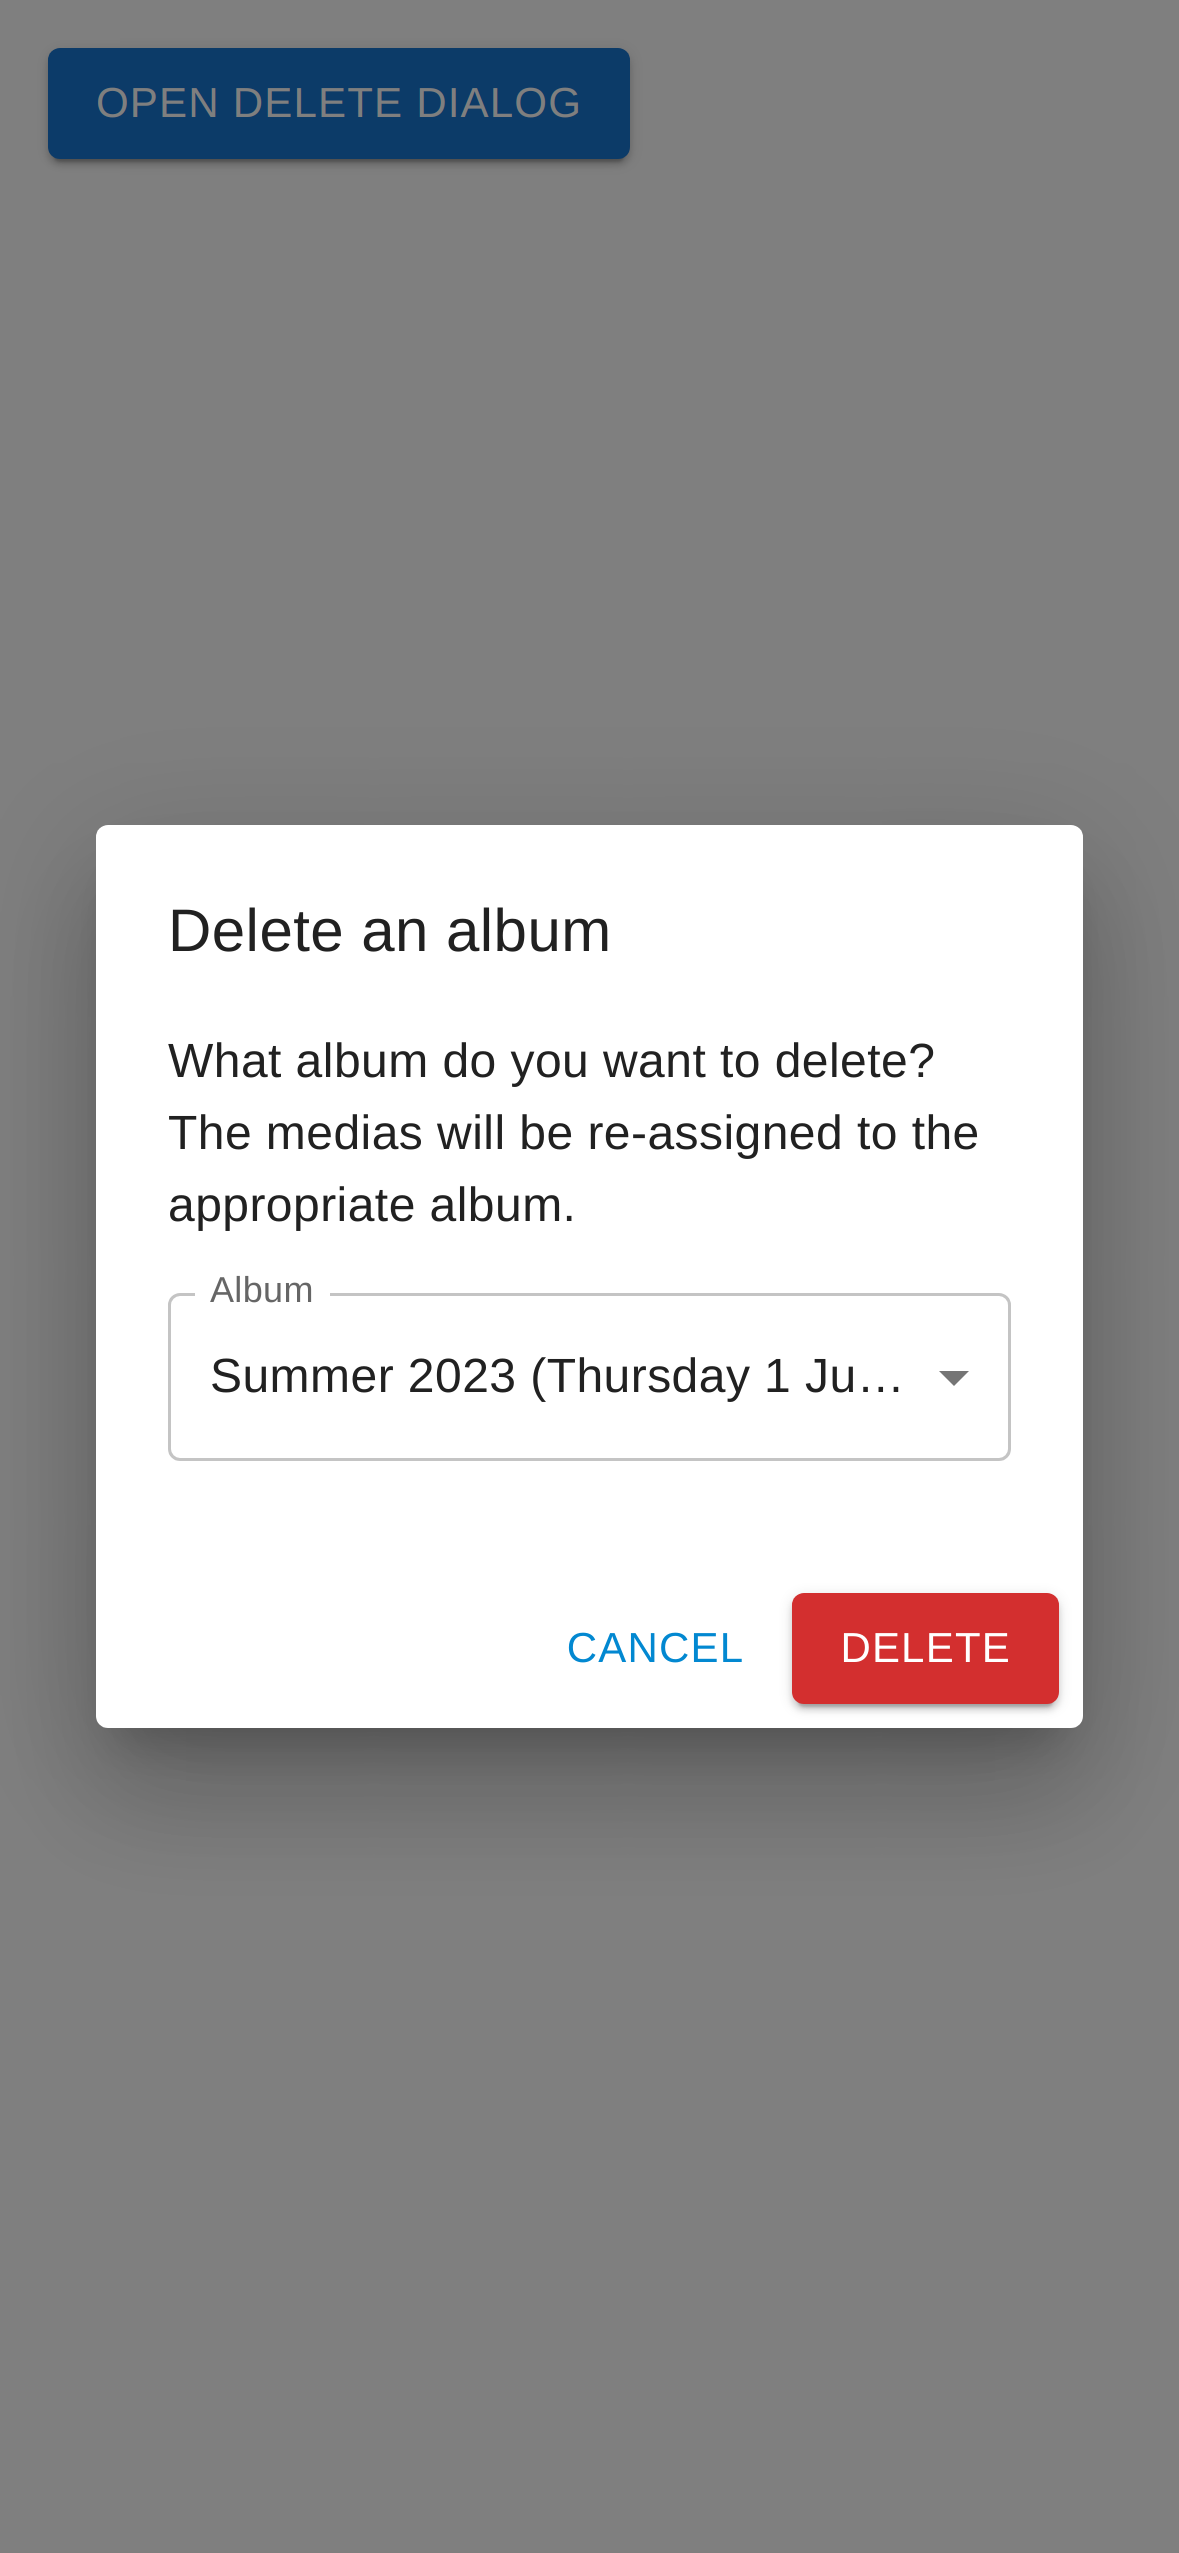 OPEN DELETE DIALOG
Delete an album
What album do you want to delete?
The medias will be re-assigned to the
appropriate album.
Album
Summer 2023 (Thursday 1 Ju…
CANCEL
DELETE